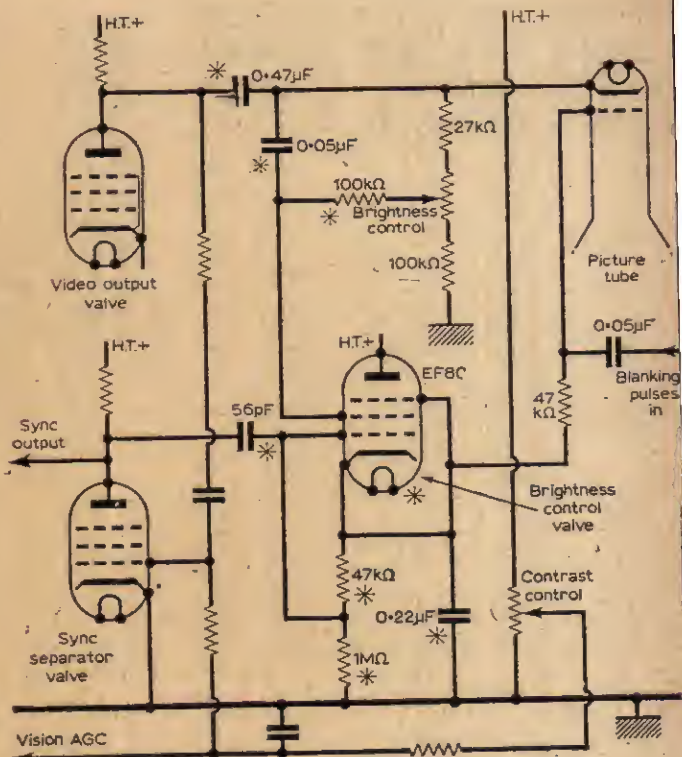 H.T.+
H.T.+
0·47µF
27kΩ
0·05µF
100kΩ
Brightness
control
100kΩ
Picture
tube
Video output
valve
H.T.+
H.T.+
EF80
0·05µF
Blanking
pulses
in
47
kΩ
56pF
Sync
output
Brightness
control
valve
Contrast
control
47kΩ
0·22µF
1MΩ
Sync
separator
valve
Vision AGC